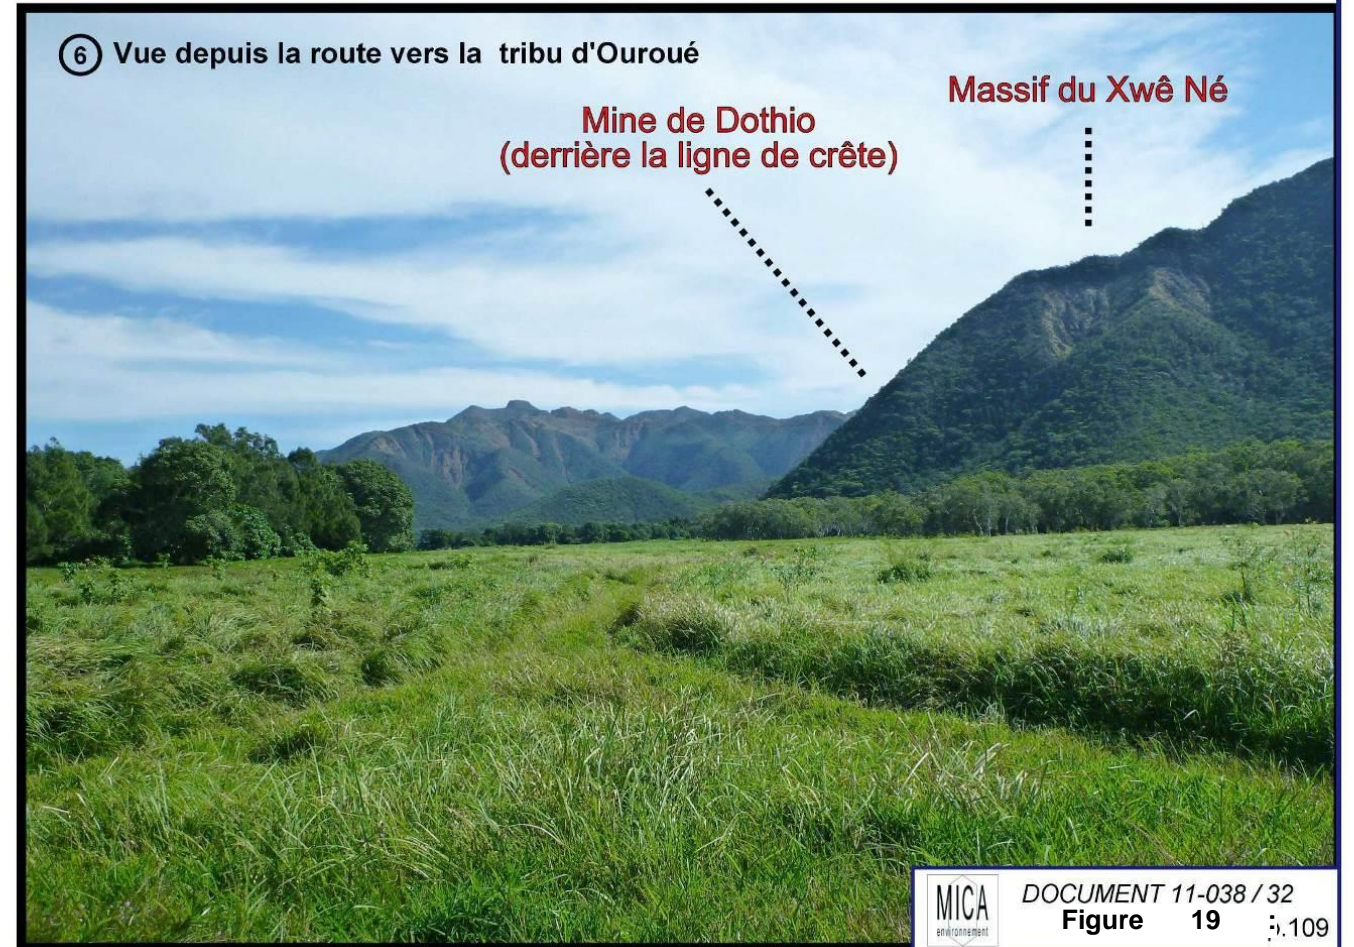 6 Vue depuis la route vers la tribu d'Ouroué
Massif du Xwê Né
Mine de Dothio
(derrière la ligne de crête)
MICA
environnement
DOCUMENT 11-038 / 32
Figure 19 :
.109